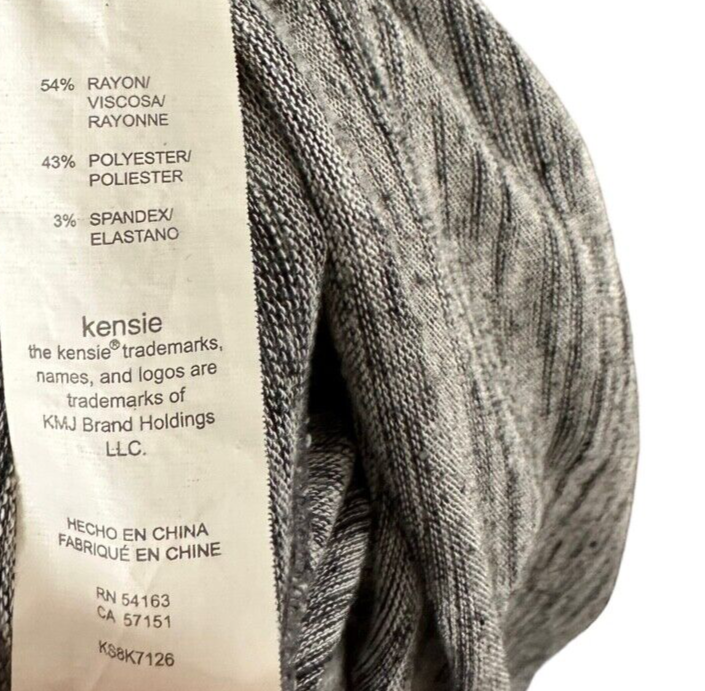 54% RAYON/
VISCOSA/
RAYONNE
43% POLYESTER/
POLIESTER
3% SPANDEX/
ELASTANO
kensie
the kensie® trademarks,
names, and logos are
trademarks of
KMJ Brand Holdings
LLC.
HECHO EN CHINA
FABRIQUÉ EN CHINE
RN 54163
CA 57151
KS8K7126